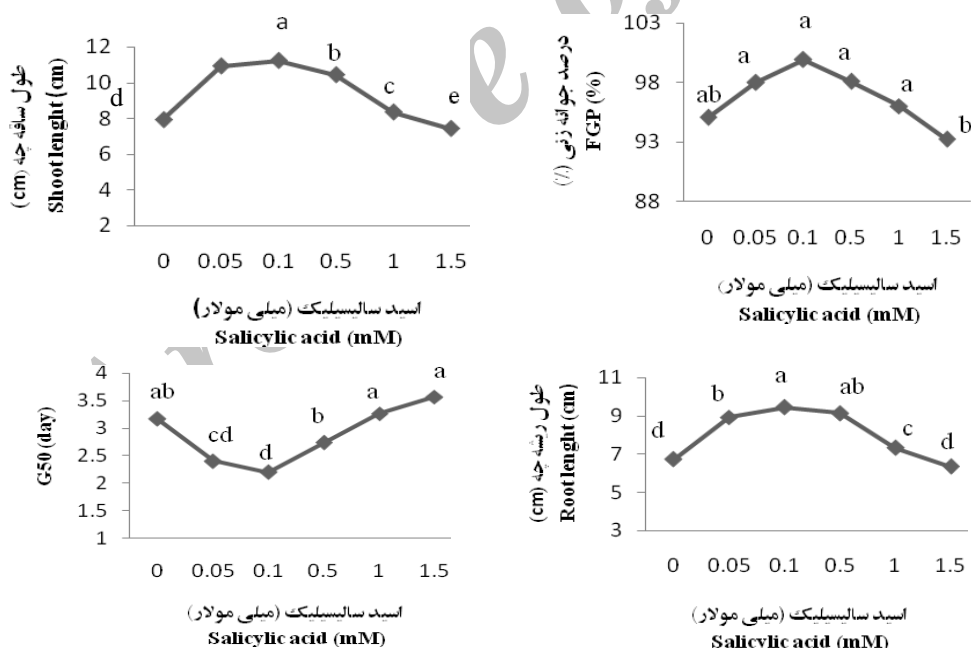 طول ساقه چه (cm)
Shoot lenght (cm)
12
10
8
6
4
2
d
a
b
c
e
0 0.05 0.1 0.5 1 1.5
اسید سالیسیلیک (میلی مولار)
Salicylic acid (mM)
درصد جوانه زنی (٪)
FGP (%)
103
98
93
88
ab
a
a
a
a
b
0 0.05 0.1 0.5 1 1.5
اسید سالیسیلیک (میلی مولار)
Salicylic acid (mM)
G50 (day)
4
3.5
3
2.5
2
1.5
1
ab
cd
d
b
a
a
0 0.05 0.1 0.5 1 1.5
اسید سالیسیلیک (میلی مولار)
Salicylic acid (mM)
طول ریشه چه (cm)
Root lenght (cm)
11
9
7
5
3
d
b
a
ab
c
d
0 0.05 0.1 0.5 1 1.5
اسید سالیسیلیک (میلی مولار)
Salicylic acid (mM)